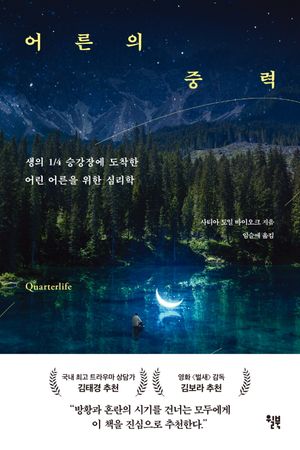 어른의
중력
생의 1/4 승강장에 도착한
어린 어른을 위한 심리학
사티아 도일 바이오크 지음
임슬애 옮김
Quarterlife
국내 최고 트라우마 상담가
김태경 추천
영화 〈벌새〉 감독
김보라 추천
“방황과 혼란의 시기를 건너는 모두에게
이 책을 진심으로 추천한다.”
윌북